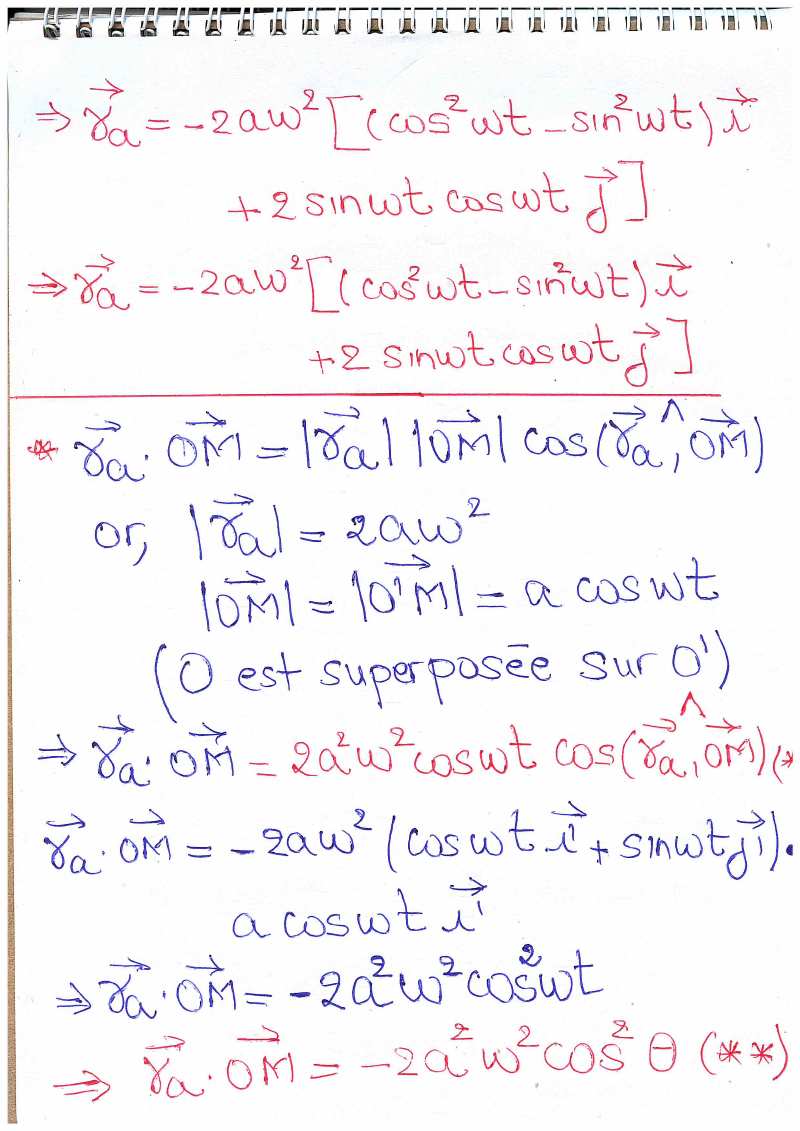 ⇒ γ⃗a = -2aω² [(cos²ωt - sin²ωt) i⃗
+ 2 sinωt cosωt j⃗ ]
⇒ γ⃗a = -2aω² [(cos²ωt - sin²ωt) i⃗
+ 2 sinωt cosωt j⃗ ]
* γ⃗a · OM⃗ = |γ⃗a| |OM⃗| cos(γ⃗a ^, OM⃗)
or, |γ⃗a| = 2aω²
|OM⃗| = |O'M⃗| = a cosωt
(O est superposée sur O')
⇒ γ⃗a · OM⃗ = 2a²ω² cosωt cos(γ⃗a ^, OM⃗) (*
γ⃗a · OM⃗ = -2aω² (cosωt i⃗' + sinωt j⃗') ·
a cosωt i⃗'
⇒ γ⃗a · OM⃗ = -2a²ω² cos²ωt
⇒ γ⃗a · OM⃗ = -2a²ω² cos² θ (**)